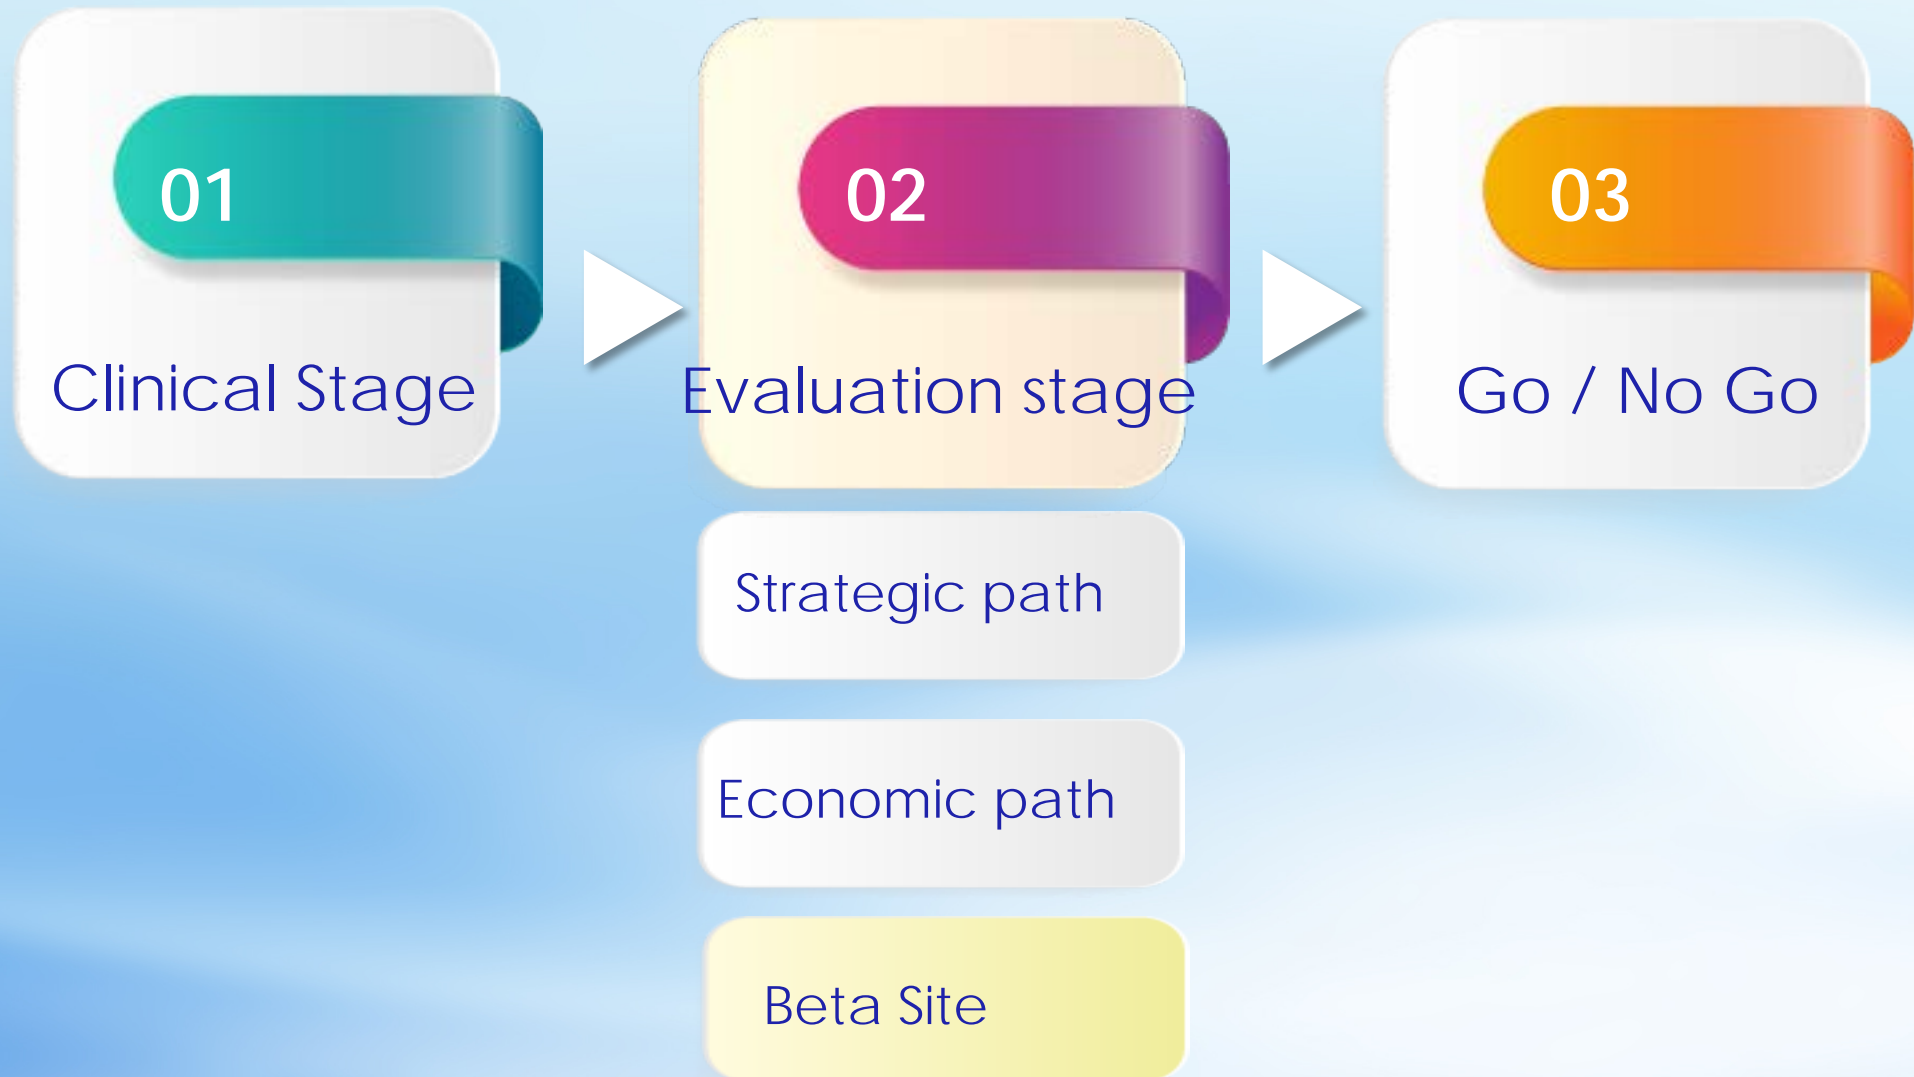 01
Clinical Stage
02
Evaluation stage
03
Go / No Go
Strategic path
Economic path
Beta Site